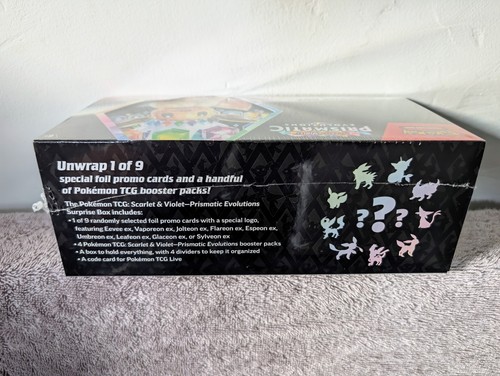 PRISMATIC
EVOLUTIONS
Unwrap 1 of 9
special foil promo cards and a handful
of Pokémon TCG booster packs!
The Pokémon TCG: Scarlet & Violet—Prismatic Evolutions
Surprise Box includes:
• 1 of 9 randomly selected foil promo cards with a special logo,
featuring Eevee ex, Vaporeon ex, Jolteon ex, Flareon ex, Espeon ex,
Umbreon ex, Leafeon ex, Glaceon ex, or Sylveon ex
• 4 Pokémon TCG: Scarlet & Violet—Prismatic Evolutions booster packs
• A box to hold everything, with 4 dividers to keep it organized
• A code card for Pokémon TCG Live
? ? ?